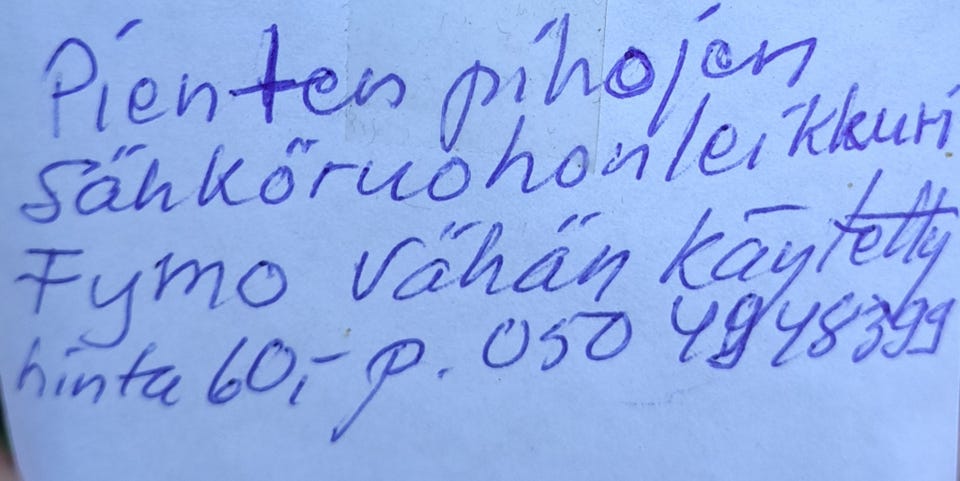 Pienten pihojen
Sähköruohonleikkuri
Fymo vähän käytetty
hinta 60,- p. 050 4948399